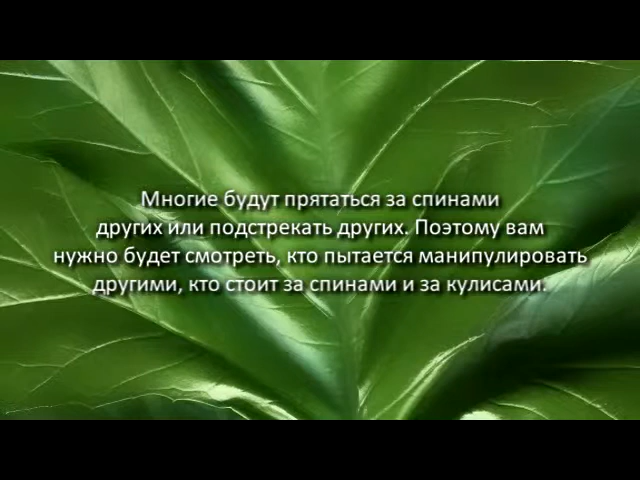 Многие будут прятаться за спинами
других или подстрекать других. Поэтому вам
нужно будет смотреть, кто пытается манипулировать
другими, кто стоит за спинами и за кулисами.